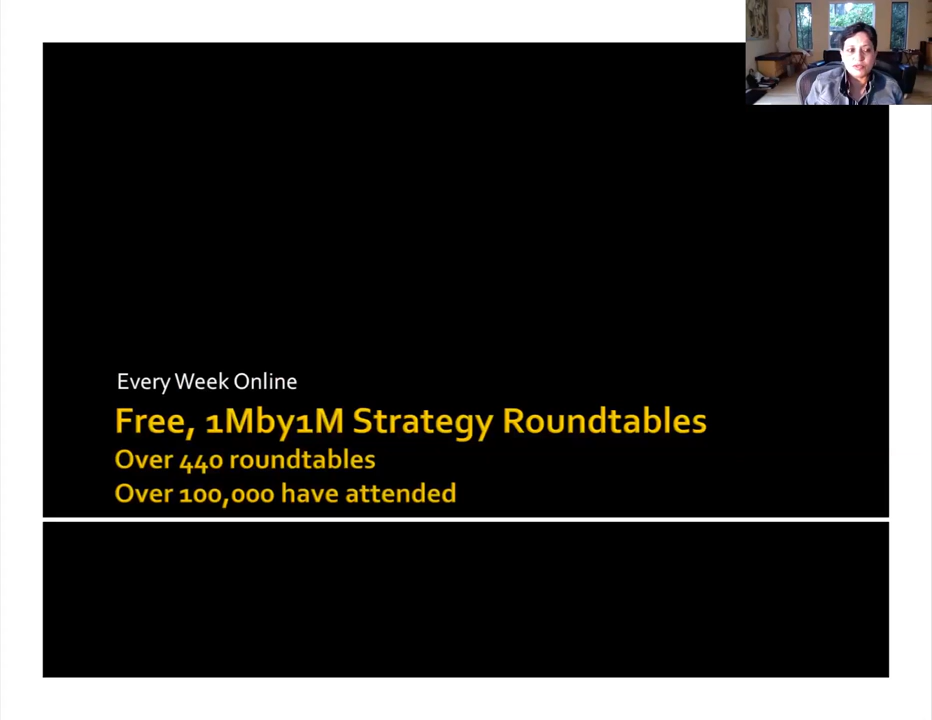 Every Week Online
Free, 1Mby1M Strategy Roundtables
Over 440 roundtables
Over 100,000 have attended